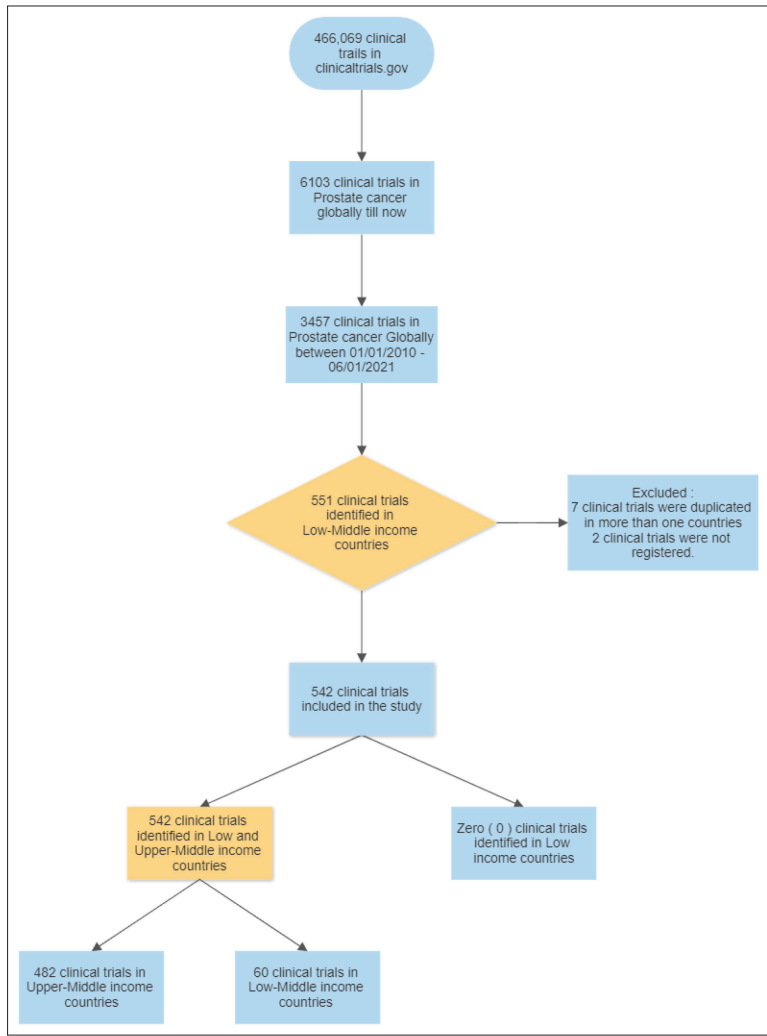 466,069 clinical
trails in
clinicaltrials.gov
6103 clinical trials in
Prostate cancer
globally till now
3457 clinical trials in
Prostate cancer Globally
between 01/01/2010 -
06/01/2021
551 clinical trials
identified in
Low-Middle income
countries
Excluded :
7 clinical trials were duplicated
in more than one countries
2 clinical trials were not
registered.
542 clinical trials
included in the study
542 clinical trials
identified in Low and
Upper-Middle income
countries
Zero ( 0 ) clinical trials
identified in Low
income countries
482 clinical trials in
Upper-Middle income
countries
60 clinical trials in
Low-Middle income
countries